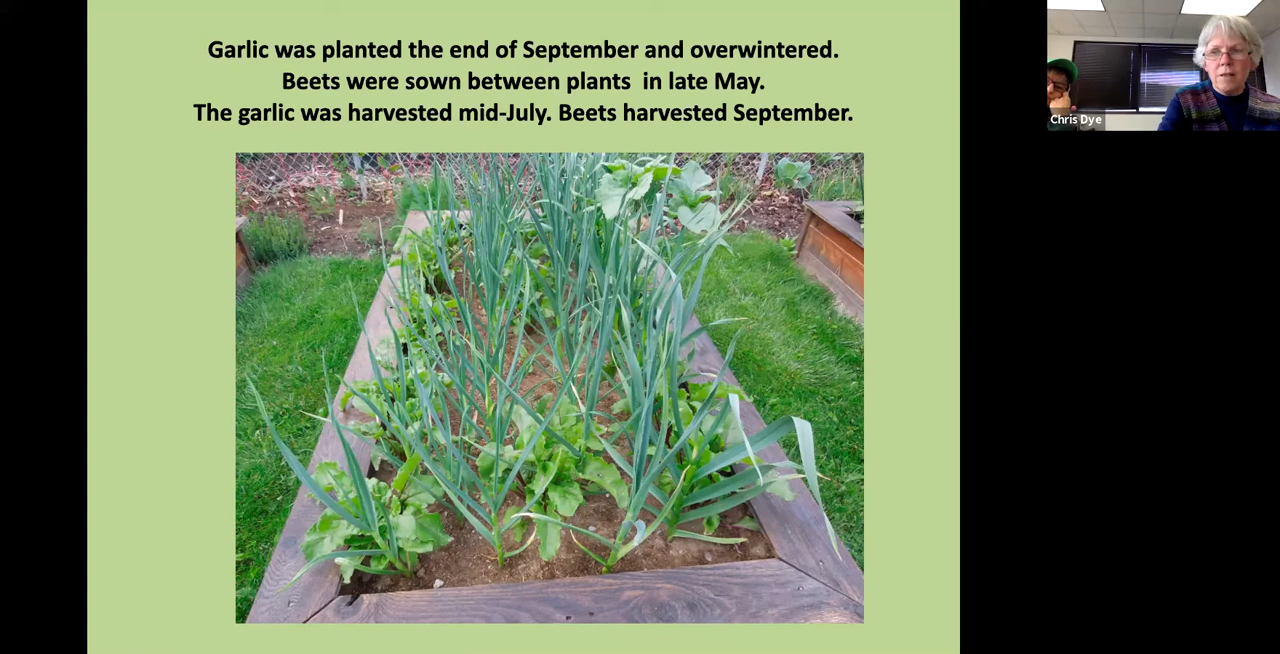 Garlic was planted the end of September and overwintered.
Beets were sown between plants in late May.
The garlic was harvested mid-July. Beets harvested September.
Chris Dye